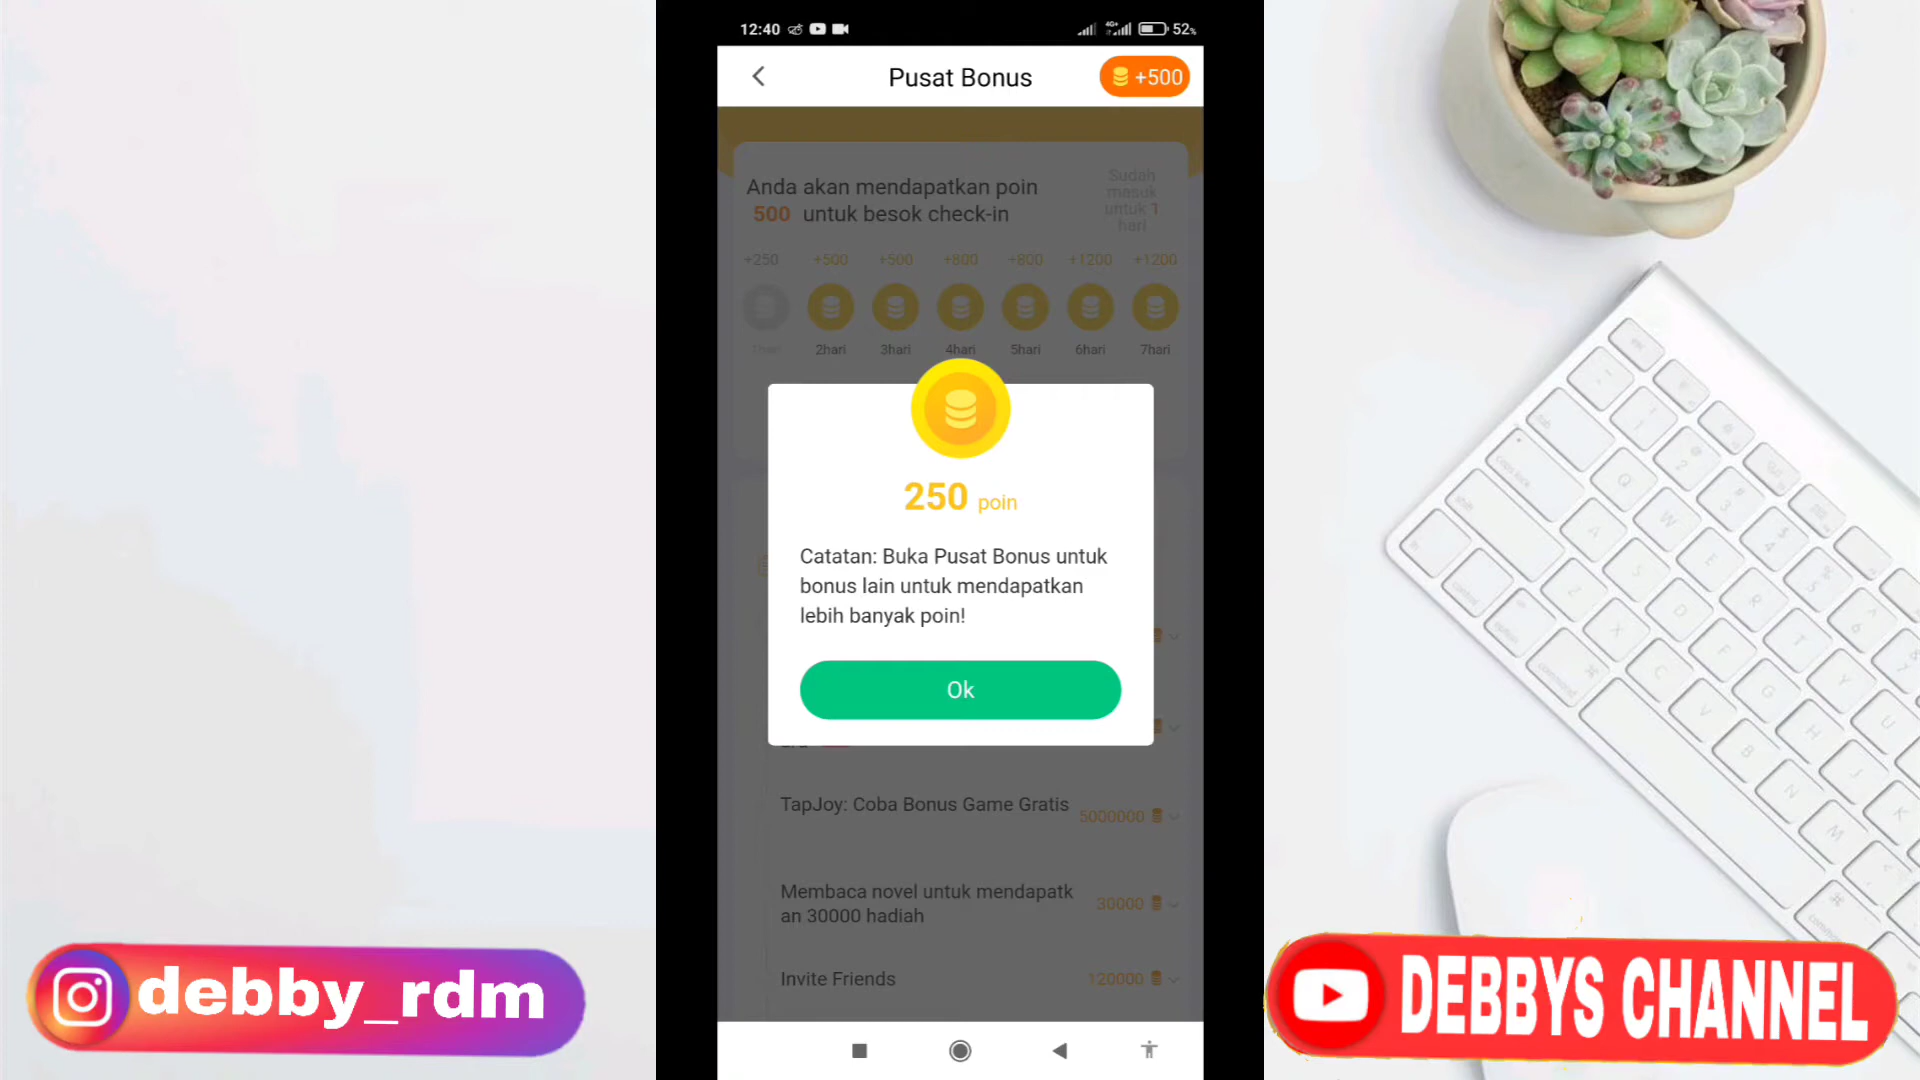 12:40
4G+
52%
Pusat Bonus
+500
Anda akan mendapatkan poin
500 untuk besok check-in
Sudah
masuk
untuk 1
hari
+250 +500 +500 +800 +800 +1200 +1200
1hari 2hari 3hari 4hari 5hari 6hari 7hari
250 poin
Catatan: Buka Pusat Bonus untuk
bonus lain untuk mendapatkan
lebih banyak poin!
Ok
TapJoy: Coba Bonus Game Gratis
5000000
Membaca novel untuk mendapatk
an 30000 hadiah
30000
Invite Friends
120000
debby_rdm
DEBBYS CHANNEL